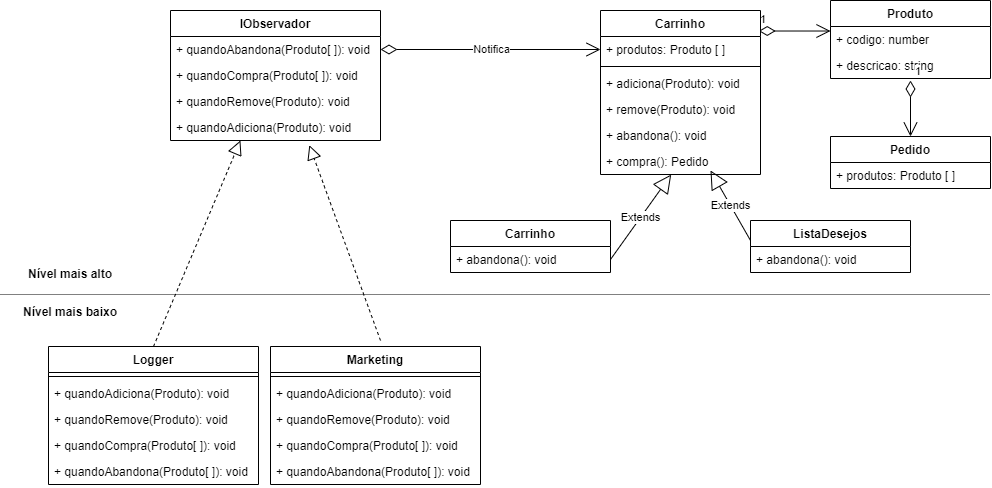 IObservador
+ quandoAbandona(Produto[ ]): void
+ quandoCompra(Produto[ ]): void
+ quandoRemove(Produto): void
+ quandoAdiciona(Produto): void
Notifica
Carrinho
+ produtos: Produto [ ]
+ adiciona(Produto): void
+ remove(Produto): void
+ abandona(): void
+ compra(): Pedido
1
Produto
+ codigo: number
+ descricao: string
1
Pedido
+ produtos: Produto [ ]
Extends
Extends
Carrinho
+ abandona(): void
ListaDesejos
+ abandona(): void
Nível mais alto
Nível mais baixo
Logger
+ quandoAdiciona(Produto): void
+ quandoRemove(Produto): void
+ quandoCompra(Produto[ ]): void
+ quandoAbandona(Produto[ ]): void
Marketing
+ quandoAdiciona(Produto): void
+ quandoRemove(Produto): void
+ quandoCompra(Produto[ ]): void
+ quandoAbandona(Produto[ ]): void